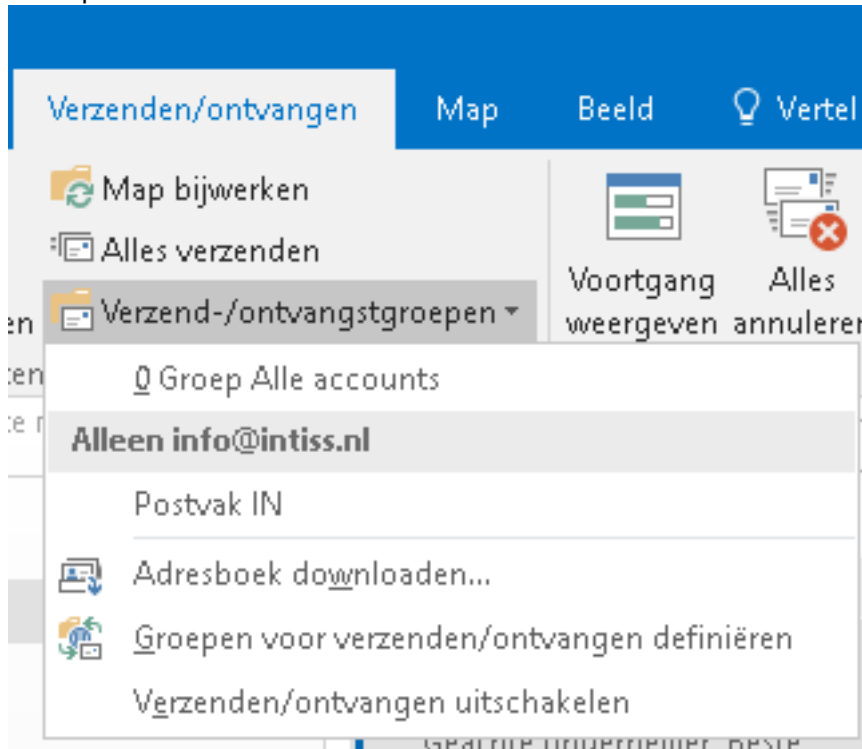 Verzenden/ontvangen Map Beeld Vertel
Map bijwerken
Alles verzenden
Verzend-/ontvangstgroepen
Voortgang weergeven
Alles annuleren
0 Groep Alle accounts
Alleen info@intiss.nl
Postvak IN
Adresboek downloaden...
Groepen voor verzenden/ontvangen definiëren
Verzenden/ontvangen uitschakelen